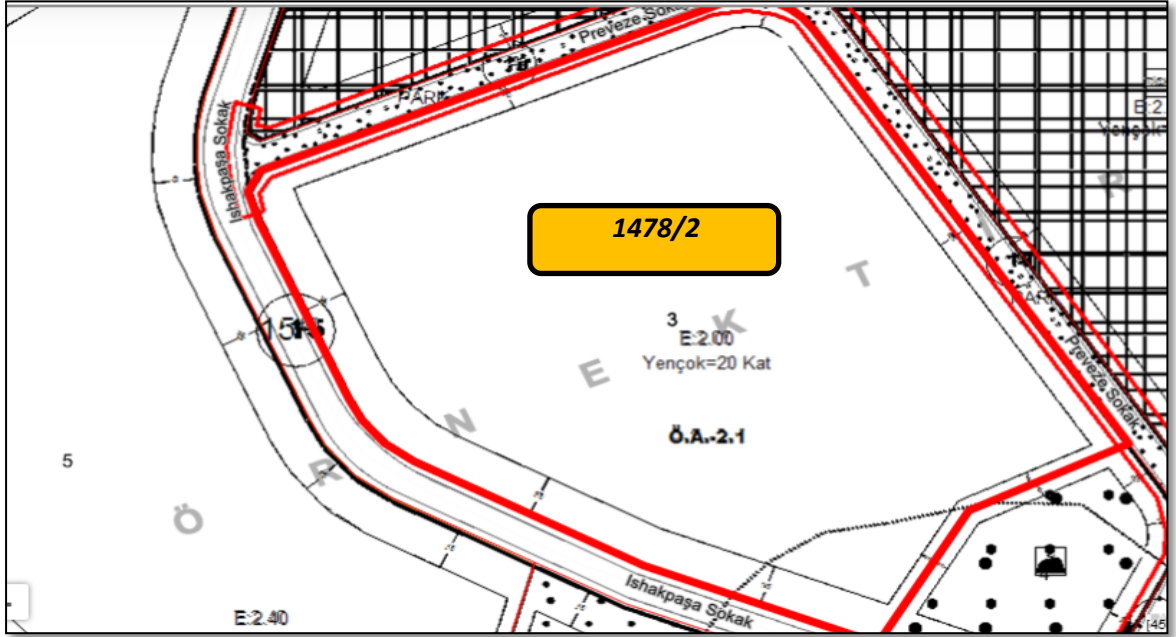 Preveze Sokak
PARK
E:2
Ishakpaşa Sokak
1478/2
R
T
3
K
E:2.00
Yençok=20 Kat
E
PARK
Preveze Sokak
N
Ö.A.-2.1
5
R
Ö
Ishakpaşa Sokak
E:2.40